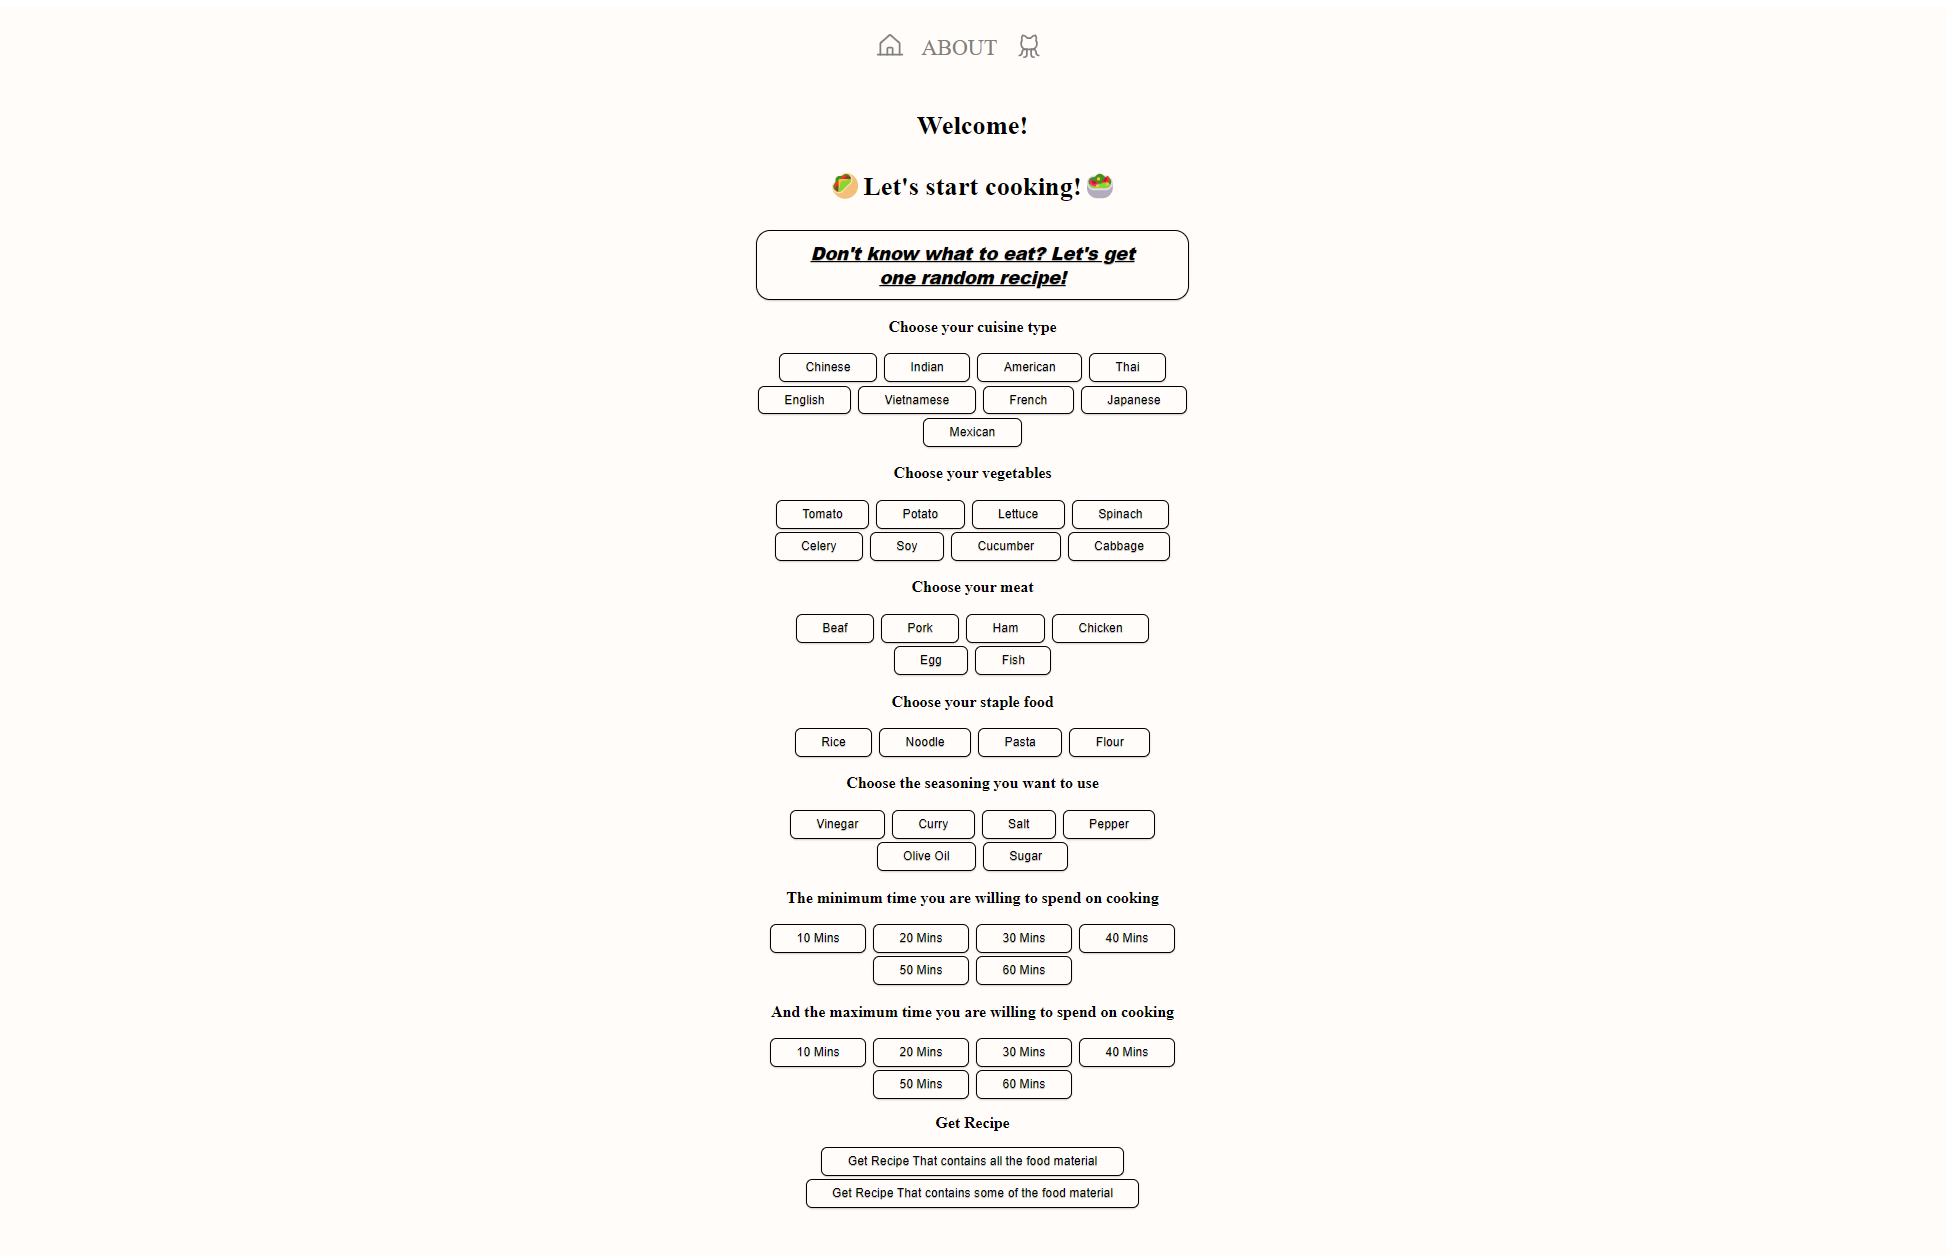 ABOUT
Welcome!
Let's start cooking!
Don't know what to eat? Let's get
one random recipe!
Choose your cuisine type
Chinese Indian American Thai
English Vietnamese French Japanese
Mexican
Choose your vegetables
Tomato Potato Lettuce Spinach
Celery Soy Cucumber Cabbage
Choose your meat
Beaf Pork Ham Chicken
Egg Fish
Choose your staple food
Rice Noodle Pasta Flour
Choose the seasoning you want to use
Vinegar Curry Salt Pepper
Olive Oil Sugar
The minimum time you are willing to spend on cooking
10 Mins 20 Mins 30 Mins 40 Mins
50 Mins 60 Mins
And the maximum time you are willing to spend on cooking
10 Mins 20 Mins 30 Mins 40 Mins
50 Mins 60 Mins
Get Recipe
Get Recipe That contains all the food material
Get Recipe That contains some of the food material